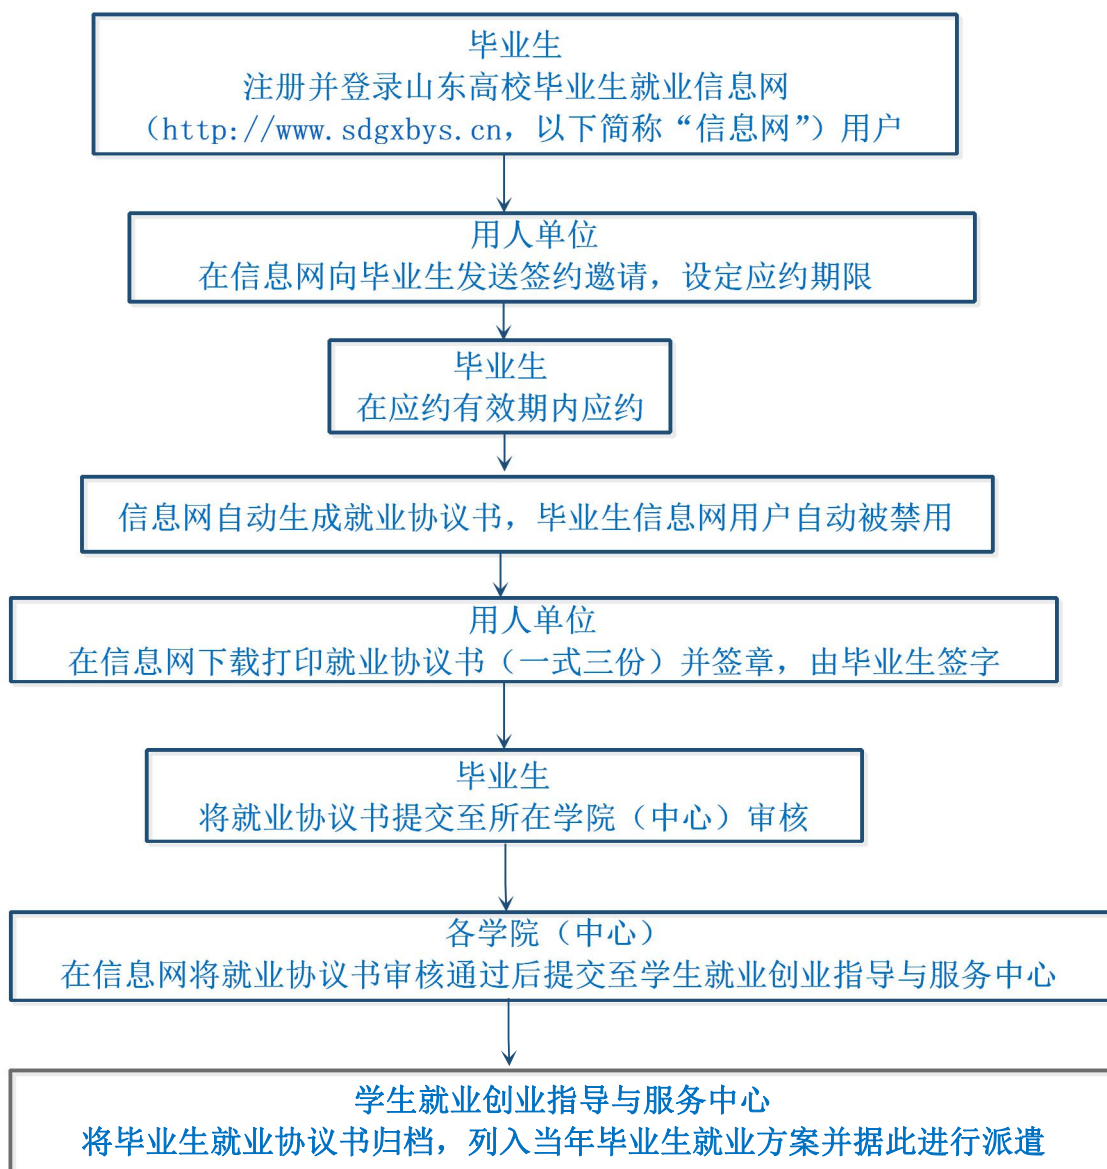 毕业生
注册并登录山东高校毕业生就业信息网
（http://www.sdgxbys.cn，以下简称“信息网”）用户
用人单位
在信息网向毕业生发送签约邀请，设定应约期限
毕业生
在应约有效期内应约
信息网自动生成就业协议书，毕业生信息网用户自动被禁用
用人单位
在信息网下载打印就业协议书（一式三份）并签章，由毕业生签字
毕业生
将就业协议书提交至所在学院（中心）审核
各学院（中心）
在信息网将就业协议书审核通过后提交至学生就业创业指导与服务中心
学生就业创业指导与服务中心
将毕业生就业协议书归档，列入当年毕业生就业方案并据此进行派遣